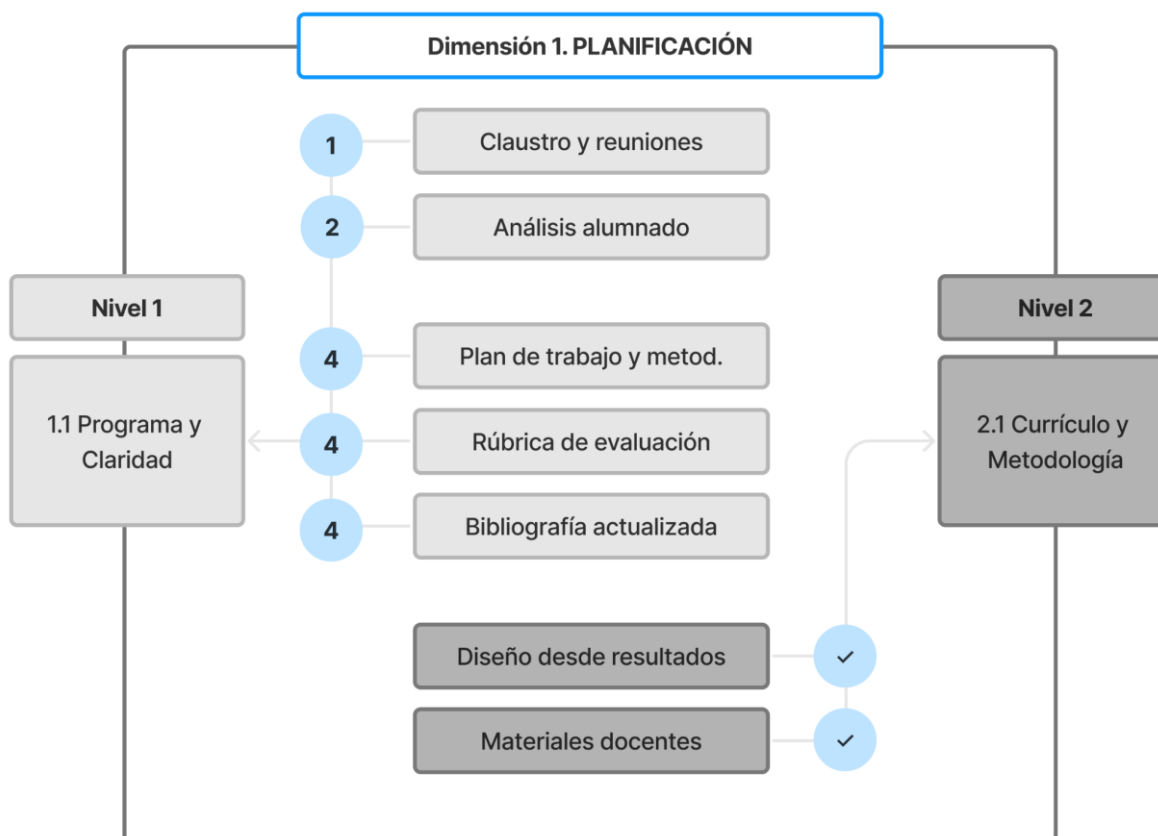 Dimensión 1. PLANIFICACIÓN
1
Claustro y reuniones
2
Análisis alumnado
Nivel 1
Nivel 2
4
Plan de trabajo y metod.
1.1 Programa y
Claridad
4
Rúbrica de evaluación
2.1 Currículo y
Metodología
4
Bibliografía actualizada
Diseño desde resultados
Materiales docentes